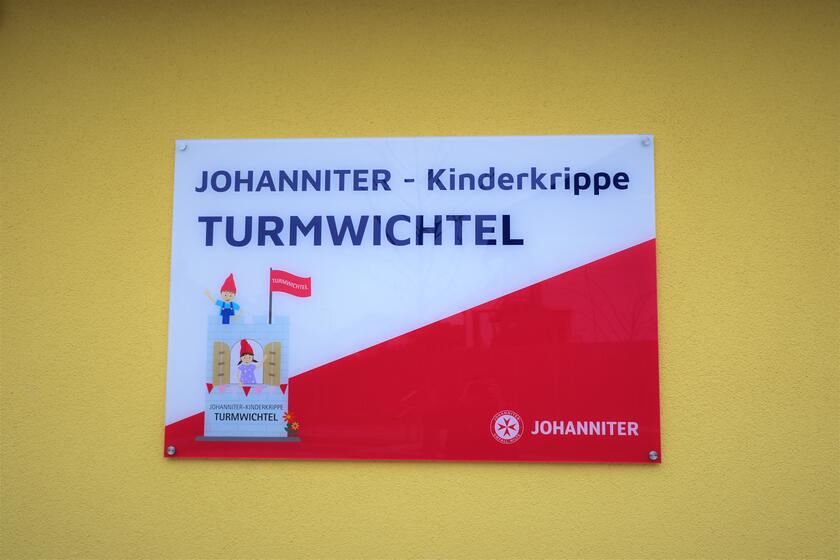 JOHANNITER - Kinderkrippe
TURMWICHTEL
TURMWICHTEL
JOHANNITER-KINDERKRIPPE
TURMWICHTEL
JOHANNITER